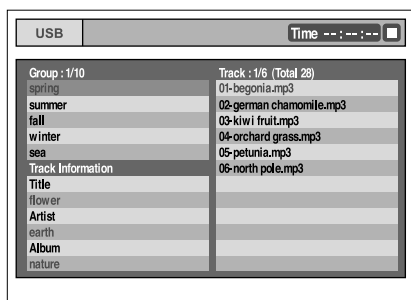 USB
Time --:--:--
Group : 1/10
spring
summer
fall
winter
sea
Track Information
Title
flower
Artist
earth
Album
nature
Track : 1/6 (Total 28)
01-begonia.mp3
02-german chamomile.mp3
03-kiwi fruit.mp3
04-orchard grass.mp3
05-petunia.mp3
06-north pole.mp3